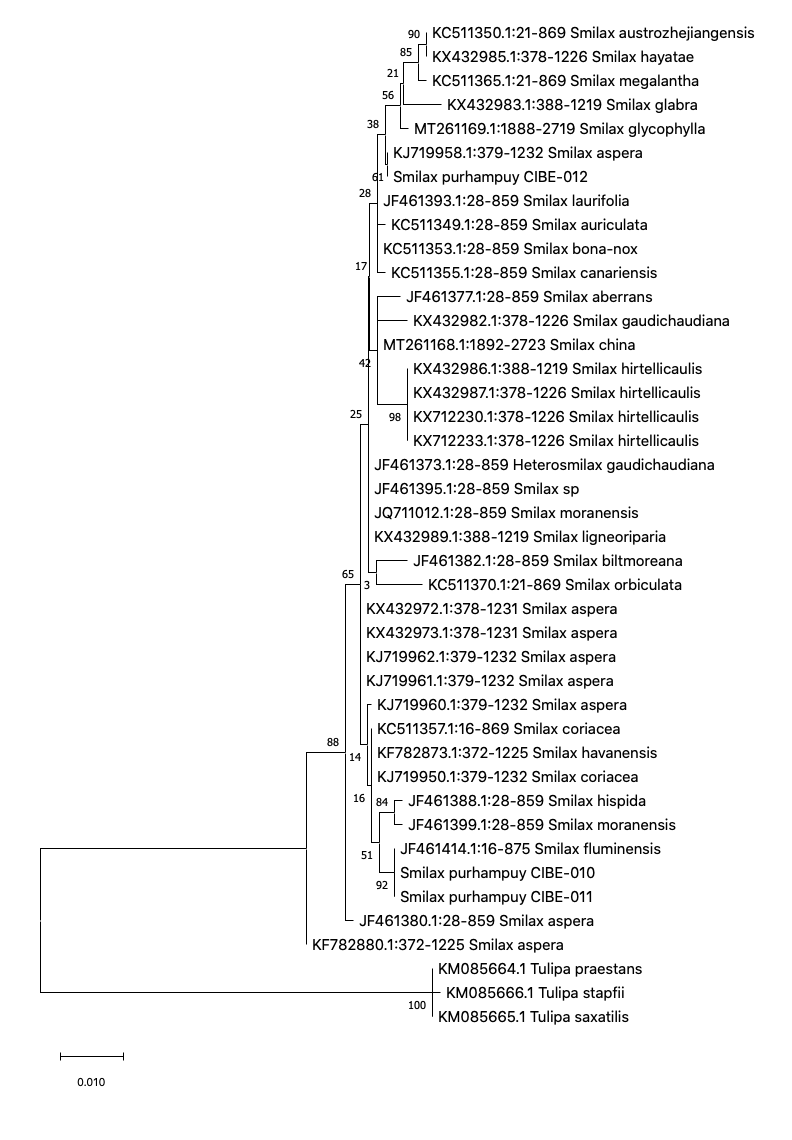 90
KC511350.1:21-869 Smilax austrozhejiangensis
85
KX432985.1:378-1226 Smilax hayatae
21
KC511365.1:21-869 Smilax megalantha
56
KX432983.1:388-1219 Smilax glabra
38
MT261169.1:1888-2719 Smilax glycophylla
KJ719958.1:379-1232 Smilax aspera
61
Smilax purhampuy CIBE-012
28
JF461393.1:28-859 Smilax laurifolia
KC511349.1:28-859 Smilax auriculata
KC511353.1:28-859 Smilax bona-nox
17
KC511355.1:28-859 Smilax canariensis
JF461377.1:28-859 Smilax aberrans
KX432982.1:378-1226 Smilax gaudichaudiana
MT261168.1:1892-2723 Smilax china
42
KX432986.1:388-1219 Smilax hirtellicaulis
KX432987.1:378-1226 Smilax hirtellicaulis
25
98
KX712230.1:378-1226 Smilax hirtellicaulis
KX712233.1:378-1226 Smilax hirtellicaulis
JF461373.1:28-859 Heterosmilax gaudichaudiana
JF461395.1:28-859 Smilax sp
JQ711012.1:28-859 Smilax moranensis
KX432989.1:388-1219 Smilax ligneoriparia
JF461382.1:28-859 Smilax biltmoreana
65
3
KC511370.1:21-869 Smilax orbiculata
KX432972.1:378-1231 Smilax aspera
KX432973.1:378-1231 Smilax aspera
KJ719962.1:379-1232 Smilax aspera
KJ719961.1:379-1232 Smilax aspera
KJ719960.1:379-1232 Smilax aspera
KC511357.1:16-869 Smilax coriacea
88
14
KF782873.1:372-1225 Smilax havanensis
KJ719950.1:379-1232 Smilax coriacea
16
84
JF461388.1:28-859 Smilax hispida
JF461399.1:28-859 Smilax moranensis
51
JF461414.1:16-875 Smilax fluminensis
Smilax purhampuy CIBE-010
92
Smilax purhampuy CIBE-011
JF461380.1:28-859 Smilax aspera
KF782880.1:372-1225 Smilax aspera
KM085664.1 Tulipa praestans
KM085666.1 Tulipa stapfii
100
KM085665.1 Tulipa saxatilis
0.010